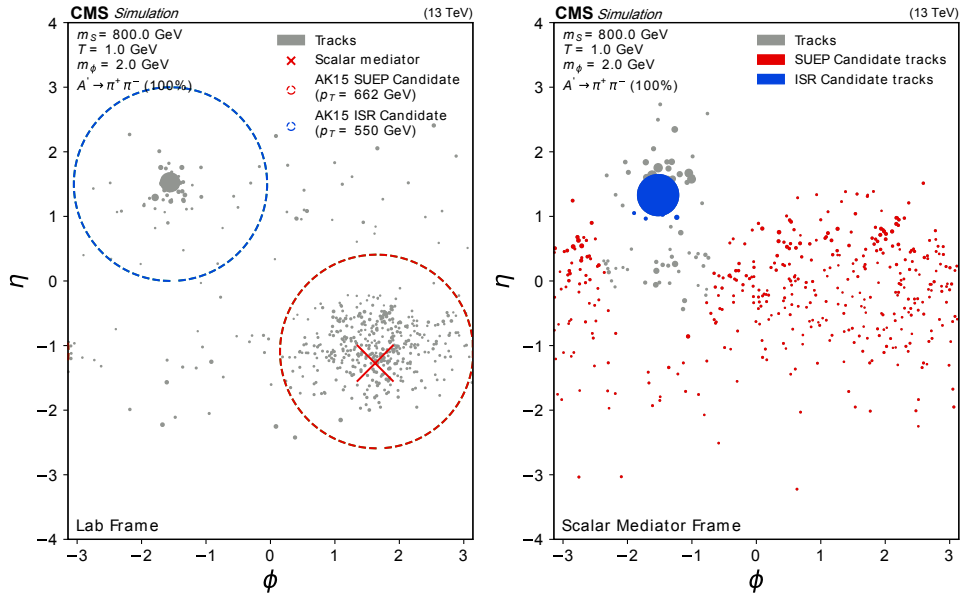 CMS Simulation (13 TeV)
m_S = 800.0 GeV
T = 1.0 GeV
m_ϕ = 2.0 GeV
A' → π⁺π⁻ (100%)
Tracks
Scalar mediator
AK15 SUEP Candidate
(p_T = 662 GeV)
AK15 ISR Candidate
(p_T = 550 GeV)
4
3
2
1
0
−1
−2
−3
−4
η
Lab Frame
−3 −2 −1 0 1 2 3
ϕ
CMS Simulation (13 TeV)
m_S = 800.0 GeV
T = 1.0 GeV
m_ϕ = 2.0 GeV
A' → π⁺π⁻ (100%)
Tracks
SUEP Candidate tracks
ISR Candidate tracks
4
3
2
1
0
−1
−2
−3
−4
η
Scalar Mediator Frame
−3 −2 −1 0 1 2 3
ϕ